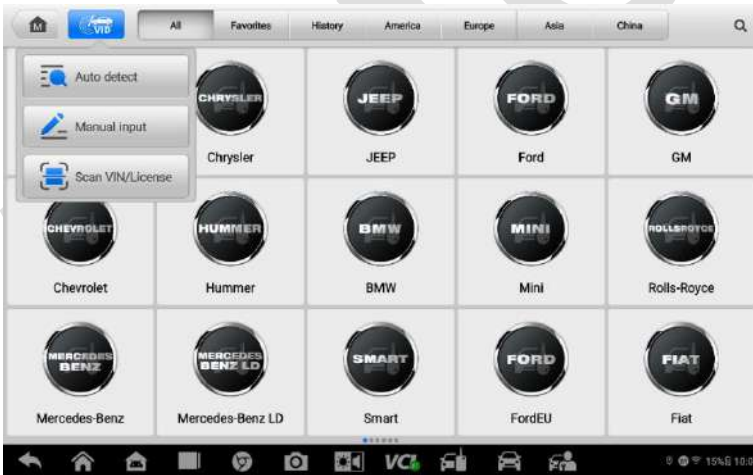 M
VID
All
Favorites
History
America
Europe
Asia
China
Auto detect
Manual input
Scan VIN/License
CHRYSLER
JEEP
FORD
GM
Chrysler
JEEP
Ford
GM
CHEVROLET
HUMMER
BMW
MINI
ROLLSROYCE
Chevrolet
Hummer
BMW
Mini
Rolls-Royce
MERCEDES
BENZ
MERCEDES
BENZ LD
SMART
FORD
FIAT
Mercedes-Benz
Mercedes-Benz LD
Smart
FordEU
Fiat
VCI
15%